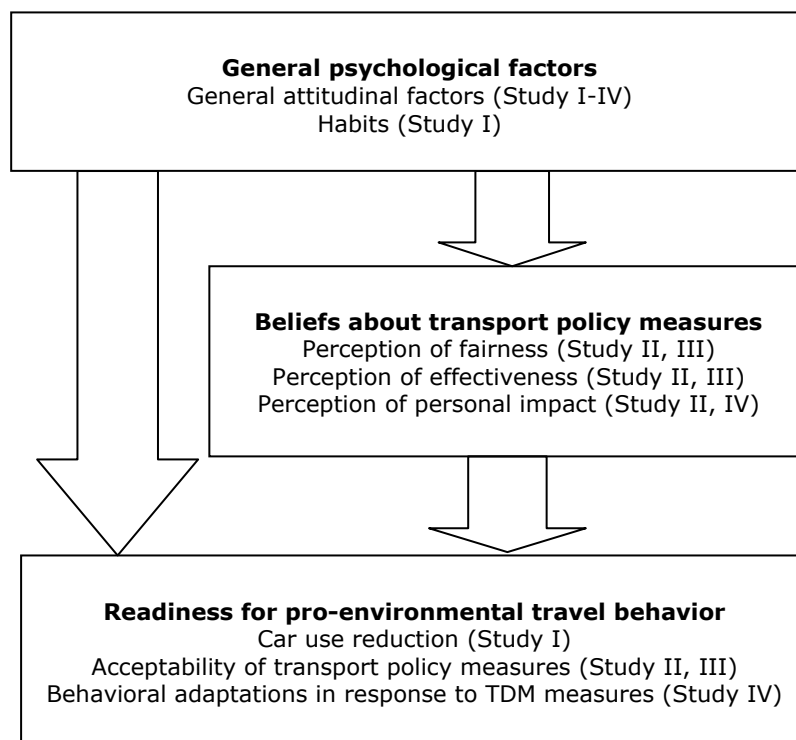 General psychological factors
General attitudinal factors (Study I-IV)
Habits (Study I)
Beliefs about transport policy measures
Perception of fairness (Study II, III)
Perception of effectiveness (Study II, III)
Perception of personal impact (Study II, IV)
Readiness for pro-environmental travel behavior
Car use reduction (Study I)
Acceptability of transport policy measures (Study II, III)
Behavioral adaptations in response to TDM measures (Study IV)